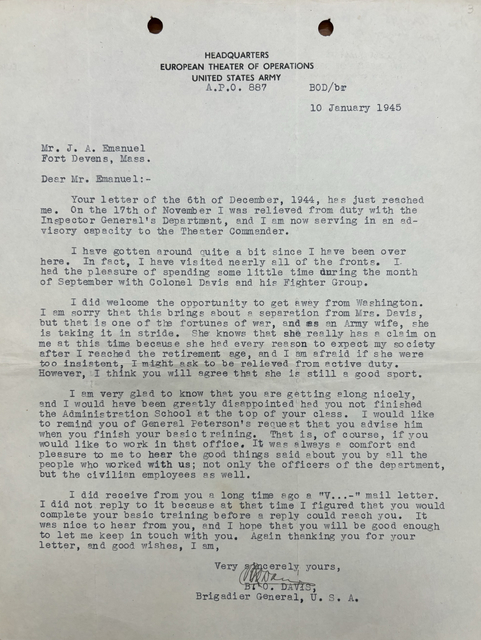 HEADQUARTERS
EUROPEAN THEATER OF OPERATIONS
UNITED STATES ARMY
A.P.O. 887 BOD/br
10 January 1945
Mr. J. A. Emanuel
Fort Devens, Mass.
Dear Mr. Emanuel:-
Your letter of the 6th of December, 1944, has just reached
me. On the 17th of November I was relieved from duty with the
Inspector General's Department, and I am now serving in an ad-
visory capacity to the Theater Commander.
I have gotten around quite a bit since I have been over
here. In fact, I have visited nearly all of the fronts. I
had the pleasure of spending some little time during the month
of September with Colonel Davis and his Fighter Group.
I did welcome the opportunity to get away from Washington.
I am sorry that this brings about a separation from Mrs. Davis,
but that is one of the fortunes of war, and as an Army wife, she
is taking it in stride. She knows that she really has a claim on
me at this time because she had every reason to expect my society
after I reached the retirement age, and I am afraid if she were
too insistent, I might ask to be relieved from active duty.
However, I think you will agree that she is still a good sport.
I am very glad to know that you are getting along nicely,
and I would have been greatly disappointed had you not finished
the Administration School at the top of your class. I would like
to remind you of General Peterson's request that you advise him
when you finish your basic training. That is, of course, if you
would like to work in that office. It was always a comfort and
pleasure to me to hear the good things said about you by all the
people who worked with us; not only the officers of the department,
but the civilian employees as well.
I did receive from you a long time ago a "V...-" mail letter.
I did not reply to it because at that time I figured that you would
complete your basic training before a reply could reach you. It
was nice to hear from you, and I hope that you will be good enough
to let me keep in touch with you. Again thanking you for your
letter, and good wishes, I am,
Very sincerely yours,
B. O. DAVIS,
Brigadier General, U. S. A.